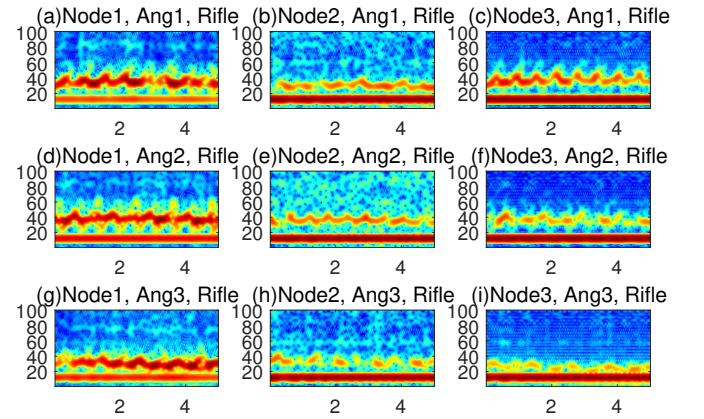 (a)Node1, Ang1, Rifle (b)Node2, Ang1, Rifle (c)Node3, Ang1, Rifle
100 100 100
80 80 80
60 60 60
40 40 40
20 20 20
2 4 2 4 2 4
(d)Node1, Ang2, Rifle (e)Node2, Ang2, Rifle (f)Node3, Ang2, Rifle
100 100 100
80 80 80
60 60 60
40 40 40
20 20 20
2 4 2 4 2 4
(g)Node1, Ang3, Rifle (h)Node2, Ang3, Rifle (i)Node3, Ang3, Rifle
100 100 100
80 80 80
60 60 60
40 40 40
20 20 20
2 4 2 4 2 4